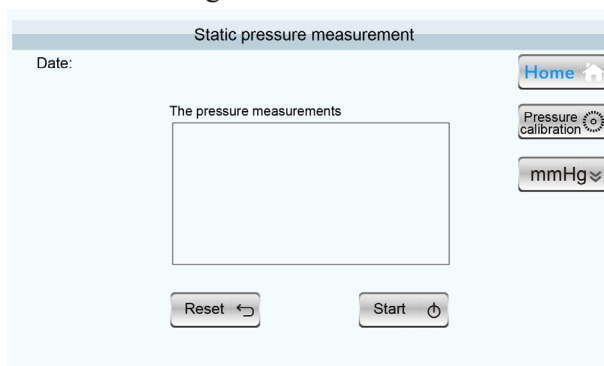 Static pressure measurement
Date:
Home
The pressure measurements
Pressure
calibration
mmHg
Reset
Start